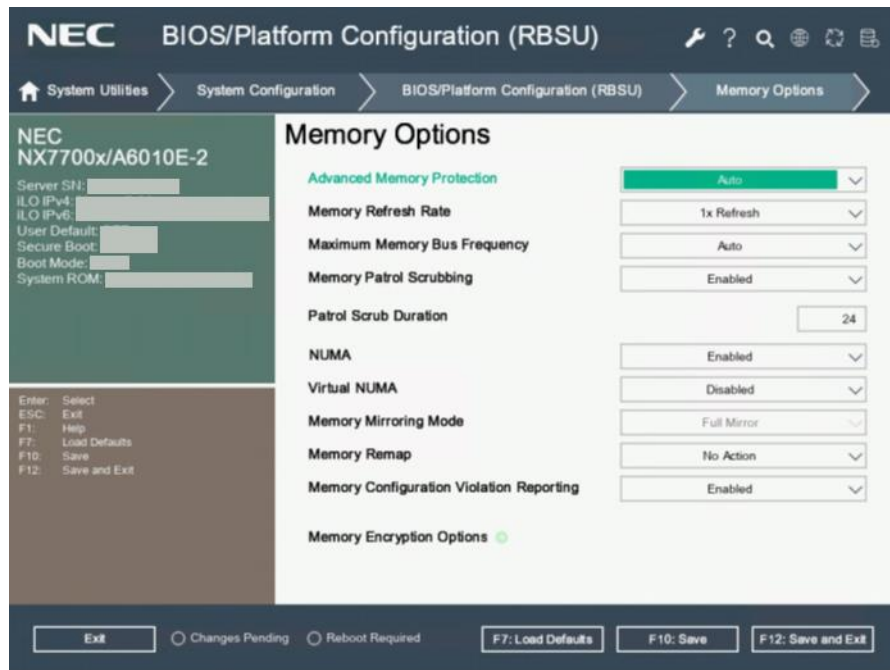 NEC BIOS/Platform Configuration (RBSU) ?
System Utilities System Configuration BIOS/Platform Configuration (RBSU) Memory Options
NEC
NX7700x/A6010E-2
Server SN:
iLO IPv4:
iLO IPv6:
User Default:
Secure Boot:
Boot Mode:
System ROM:
Enter: Select
ESC: Exit
F1: Help
F7: Load Defaults
F10: Save
F12: Save and Exit
Memory Options
Advanced Memory Protection Auto
Memory Refresh Rate 1x Refresh
Maximum Memory Bus Frequency Auto
Memory Patrol Scrubbing Enabled
Patrol Scrub Duration 24
NUMA Enabled
Virtual NUMA Disabled
Memory Mirroring Mode Full Mirror
Memory Remap No Action
Memory Configuration Violation Reporting Enabled
Memory Encryption Options
Exit Changes Pending Reboot Required F7: Load Defaults F10: Save F12: Save and Exit